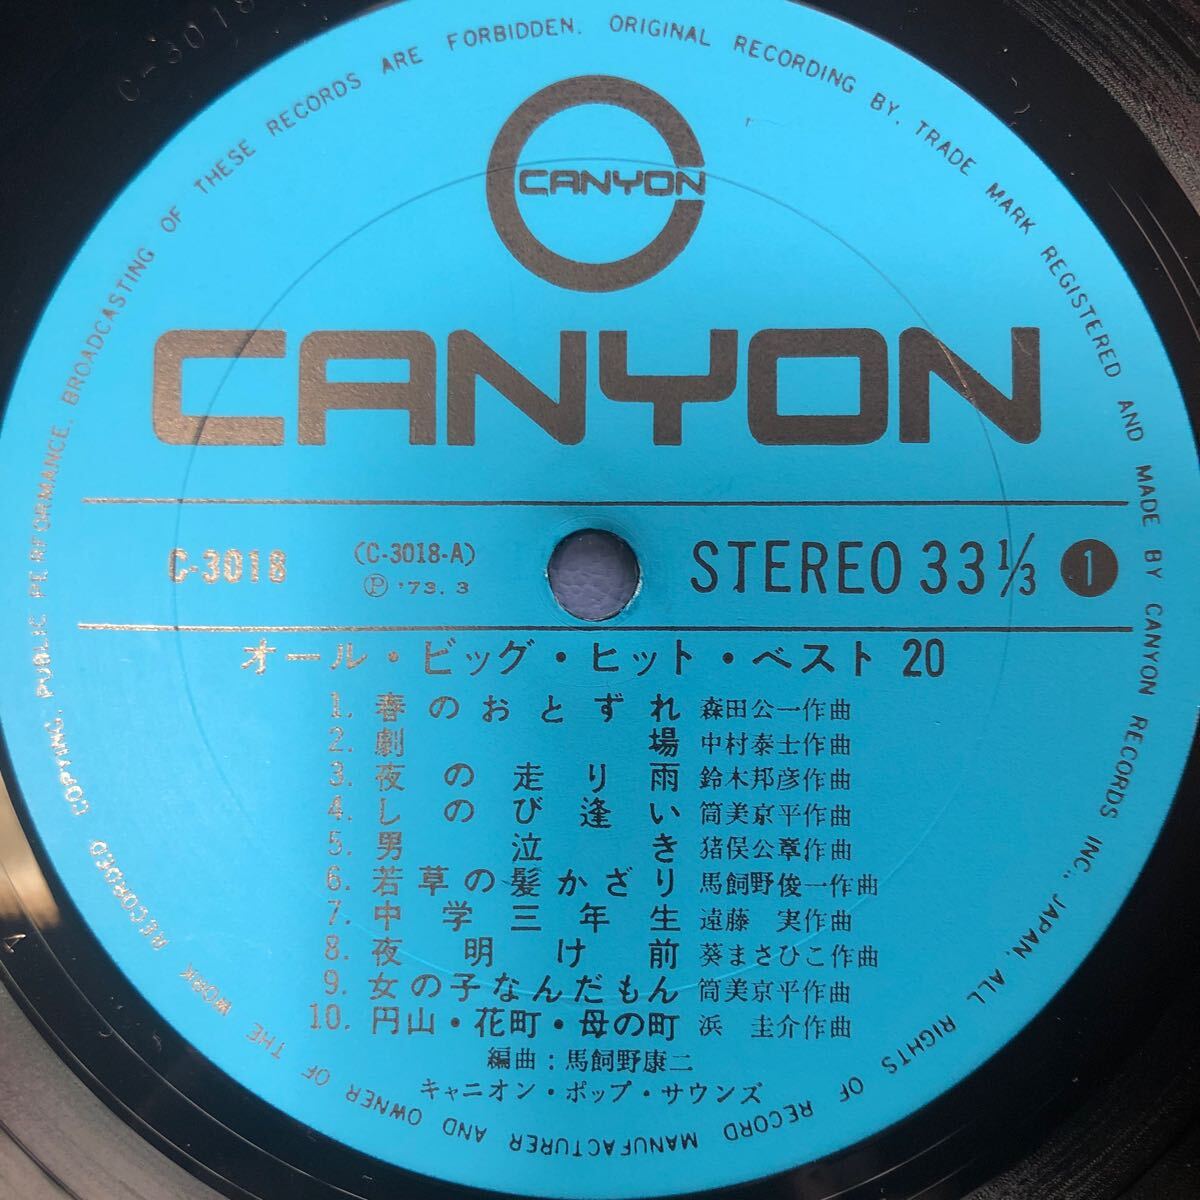 COPYING, PUBLIC PERFORMANCE, BROADCASTING OF THESE RECORDS ARE FORBIDDEN. ORIGINAL RECORDING BY, TRADE MARK REGISTERED AND MADE BY CANYON RECORDS INC., JAPAN, ALL RIGHTS OF RECORD MANUFACTURER AND OWNER OF THE WORK RECORDED
C-3018
CANYON
CANYON
C-3018
(C-3018-A)
Ⓟ '73. 3
STEREO 33 1/3
1
オール・ビッグ・ヒット・ベスト 20
1. 春のおとずれ 森田公一作曲
2. 劇場 中村泰士作曲
3. 夜の走り雨 鈴木邦彦作曲
4. しのび逢い 筒美京平作曲
5. 男泣き 猪俣公章作曲
6. 若草の髪かざり 馬飼野俊一作曲
7. 中学三年生 遠藤 実作曲
8. 夜明け前 葵まさひこ作曲
9. 女の子なんだもん 筒美京平作曲
10. 円山・花町・母の町 浜 圭介作曲
編曲：馬飼野康二
キャニオン・ポップ・サウンズ